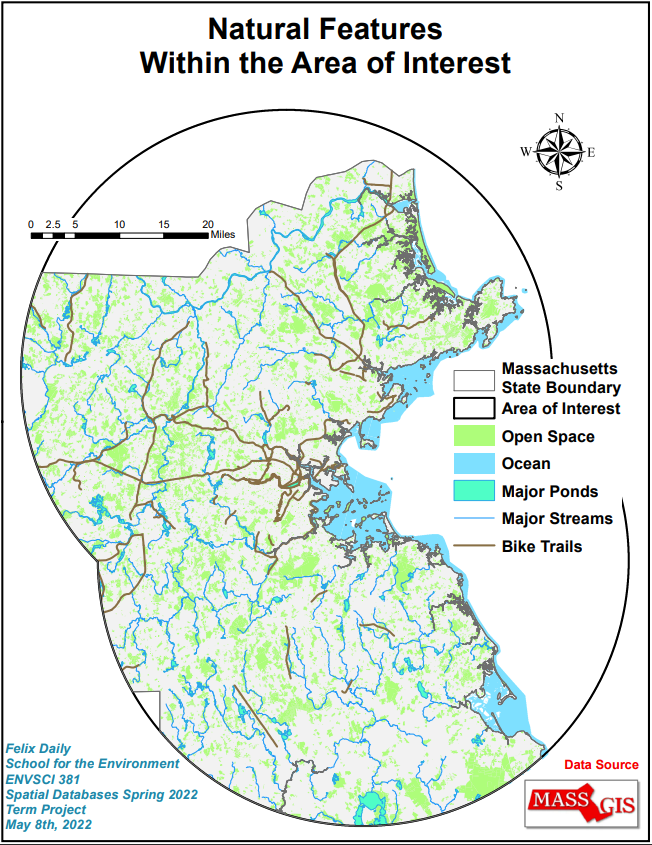 Natural Features
Within the Area of Interest
N
W E
S
0 2.5 5 10 15 20
Miles
Massachusetts
State Boundary
Area of Interest
Open Space
Ocean
Major Ponds
Major Streams
Bike Trails
Felix Daily
School for the Environment
ENVSCI 381
Spatial Databases Spring 2022
Term Project
May 8th, 2022
Data Source
MASS GIS